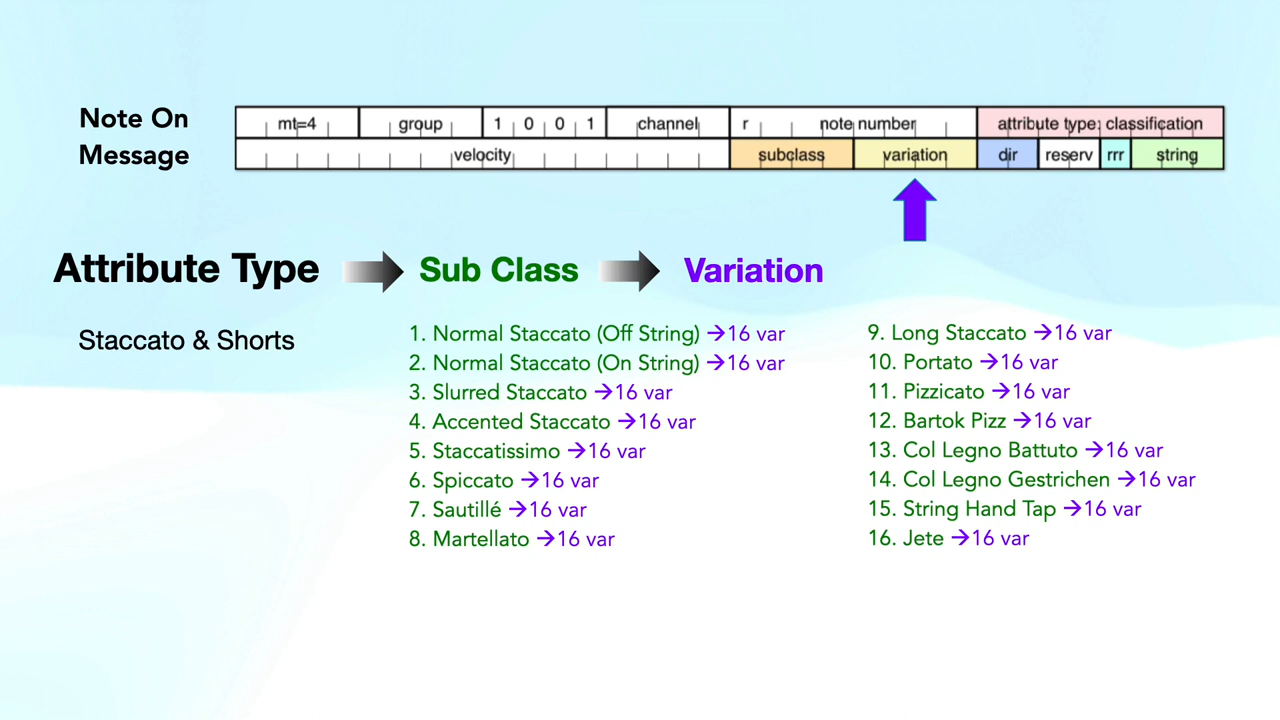 Note On
Message
mt=4 group 1 0 0 1 channel r note number attribute type: classification
velocity subclass variation dir reserv rrr string
Attribute Type
Sub Class
Variation
Staccato & Shorts
1. Normal Staccato (Off String) →16 var
2. Normal Staccato (On String) →16 var
3. Slurred Staccato →16 var
4. Accented Staccato →16 var
5. Staccatissimo →16 var
6. Spiccato →16 var
7. Sautillé →16 var
8. Martellato →16 var
9. Long Staccato →16 var
10. Portato →16 var
11. Pizzicato →16 var
12. Bartok Pizz →16 var
13. Col Legno Battuto →16 var
14. Col Legno Gestrichen →16 var
15. String Hand Tap →16 var
16. Jete →16 var